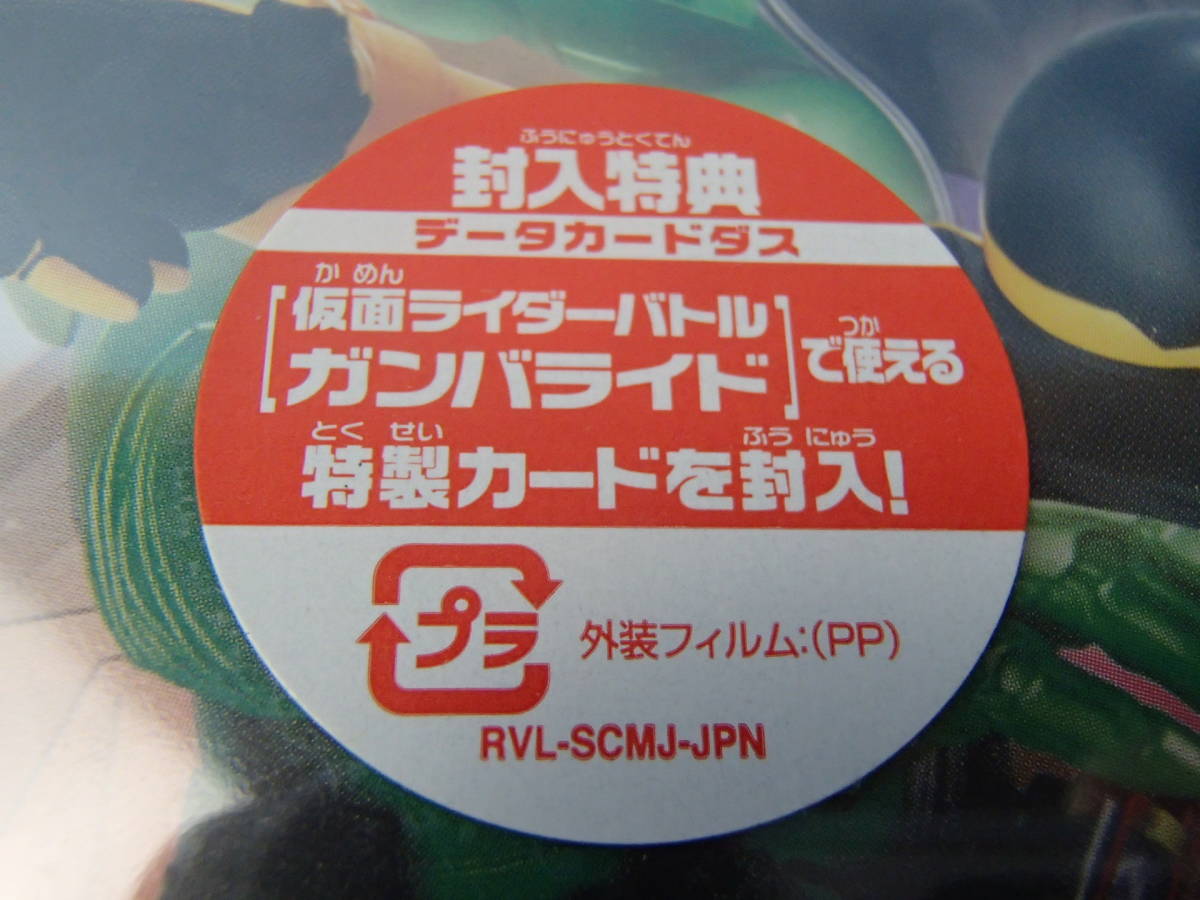 ふうにゅうとくてん
封入特典
データカードダス
か めん
[仮面ライダーバトル
ガンバライド]
つか
で使える
とく せい ふう にゅう
特製カードを封入!
プラ
外装フィルム:(PP)
RVL-SCMJ-JPN